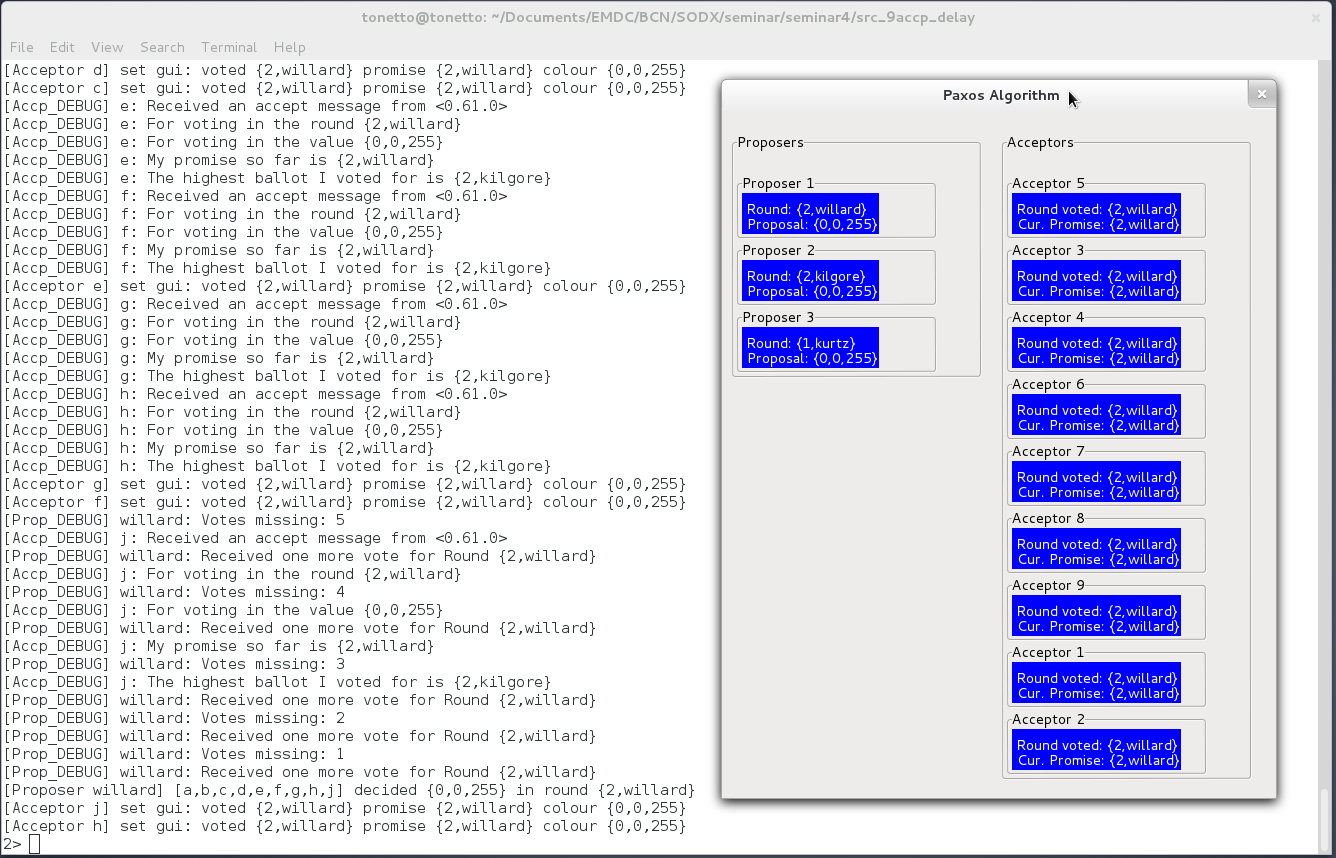 tonetto@tonetto: ~/Documents/EMDC/BCN/SODX/seminar/seminar4/src_9accp_delay
File Edit View Search Terminal Help
[Acceptor d] set gui: voted {2,willard} promise {2,willard} colour {0,0,255}
[Acceptor c] set gui: voted {2,willard} promise {2,willard} colour {0,0,255}
[Accp_DEBUG] e: Received an accept message from <0.61.0>
[Accp_DEBUG] e: For voting in the round {2,willard}
[Accp_DEBUG] e: For voting in the value {0,0,255}
[Accp_DEBUG] e: My promise so far is {2,willard}
[Accp_DEBUG] e: The highest ballot I voted for is {2,kilgore}
[Accp_DEBUG] f: Received an accept message from <0.61.0>
[Accp_DEBUG] f: For voting in the round {2,willard}
[Accp_DEBUG] f: For voting in the value {0,0,255}
[Accp_DEBUG] f: My promise so far is {2,willard}
[Accp_DEBUG] f: The highest ballot I voted for is {2,kilgore}
[Acceptor e] set gui: voted {2,willard} promise {2,willard} colour {0,0,255}
[Accp_DEBUG] g: Received an accept message from <0.61.0>
[Accp_DEBUG] g: For voting in the round {2,willard}
[Accp_DEBUG] g: For voting in the value {0,0,255}
[Accp_DEBUG] g: My promise so far is {2,willard}
[Accp_DEBUG] g: The highest ballot I voted for is {2,kilgore}
[Accp_DEBUG] h: Received an accept message from <0.61.0>
[Accp_DEBUG] h: For voting in the round {2,willard}
[Accp_DEBUG] h: For voting in the value {0,0,255}
[Accp_DEBUG] h: My promise so far is {2,willard}
[Accp_DEBUG] h: The highest ballot I voted for is {2,kilgore}
[Acceptor g] set gui: voted {2,willard} promise {2,willard} colour {0,0,255}
[Acceptor f] set gui: voted {2,willard} promise {2,willard} colour {0,0,255}
[Prop_DEBUG] willard: Votes missing: 5
[Accp_DEBUG] j: Received an accept message from <0.61.0>
[Prop_DEBUG] willard: Received one more vote for Round {2,willard}
[Accp_DEBUG] j: For voting in the round {2,willard}
[Prop_DEBUG] willard: Votes missing: 4
[Accp_DEBUG] j: For voting in the value {0,0,255}
[Prop_DEBUG] willard: Received one more vote for Round {2,willard}
[Accp_DEBUG] j: My promise so far is {2,willard}
[Prop_DEBUG] willard: Votes missing: 3
[Accp_DEBUG] j: The highest ballot I voted for is {2,kilgore}
[Prop_DEBUG] willard: Received one more vote for Round {2,willard}
[Prop_DEBUG] willard: Votes missing: 2
[Prop_DEBUG] willard: Received one more vote for Round {2,willard}
[Prop_DEBUG] willard: Votes missing: 1
[Prop_DEBUG] willard: Received one more vote for Round {2,willard}
[Proposer willard] [a,b,c,d,e,f,g,h,j] decided {0,0,255} in round {2,willard}
[Acceptor j] set gui: voted {2,willard} promise {2,willard} colour {0,0,255}
[Acceptor h] set gui: voted {2,willard} promise {2,willard} colour {0,0,255}
2>
Paxos Algorithm
Proposers
Proposer 1
Round: {2,willard}
Proposal: {0,0,255}
Proposer 2
Round: {2,kilgore}
Proposal: {0,0,255}
Proposer 3
Round: {1,kurtz}
Proposal: {0,0,255}
Acceptors
Acceptor 5
Round voted: {2,willard}
Cur. Promise: {2,willard}
Acceptor 3
Round voted: {2,willard}
Cur. Promise: {2,willard}
Acceptor 4
Round voted: {2,willard}
Cur. Promise: {2,willard}
Acceptor 6
Round voted: {2,willard}
Cur. Promise: {2,willard}
Acceptor 7
Round voted: {2,willard}
Cur. Promise: {2,willard}
Acceptor 8
Round voted: {2,willard}
Cur. Promise: {2,willard}
Acceptor 9
Round voted: {2,willard}
Cur. Promise: {2,willard}
Acceptor 1
Round voted: {2,willard}
Cur. Promise: {2,willard}
Acceptor 2
Round voted: {2,willard}
Cur. Promise: {2,willard}